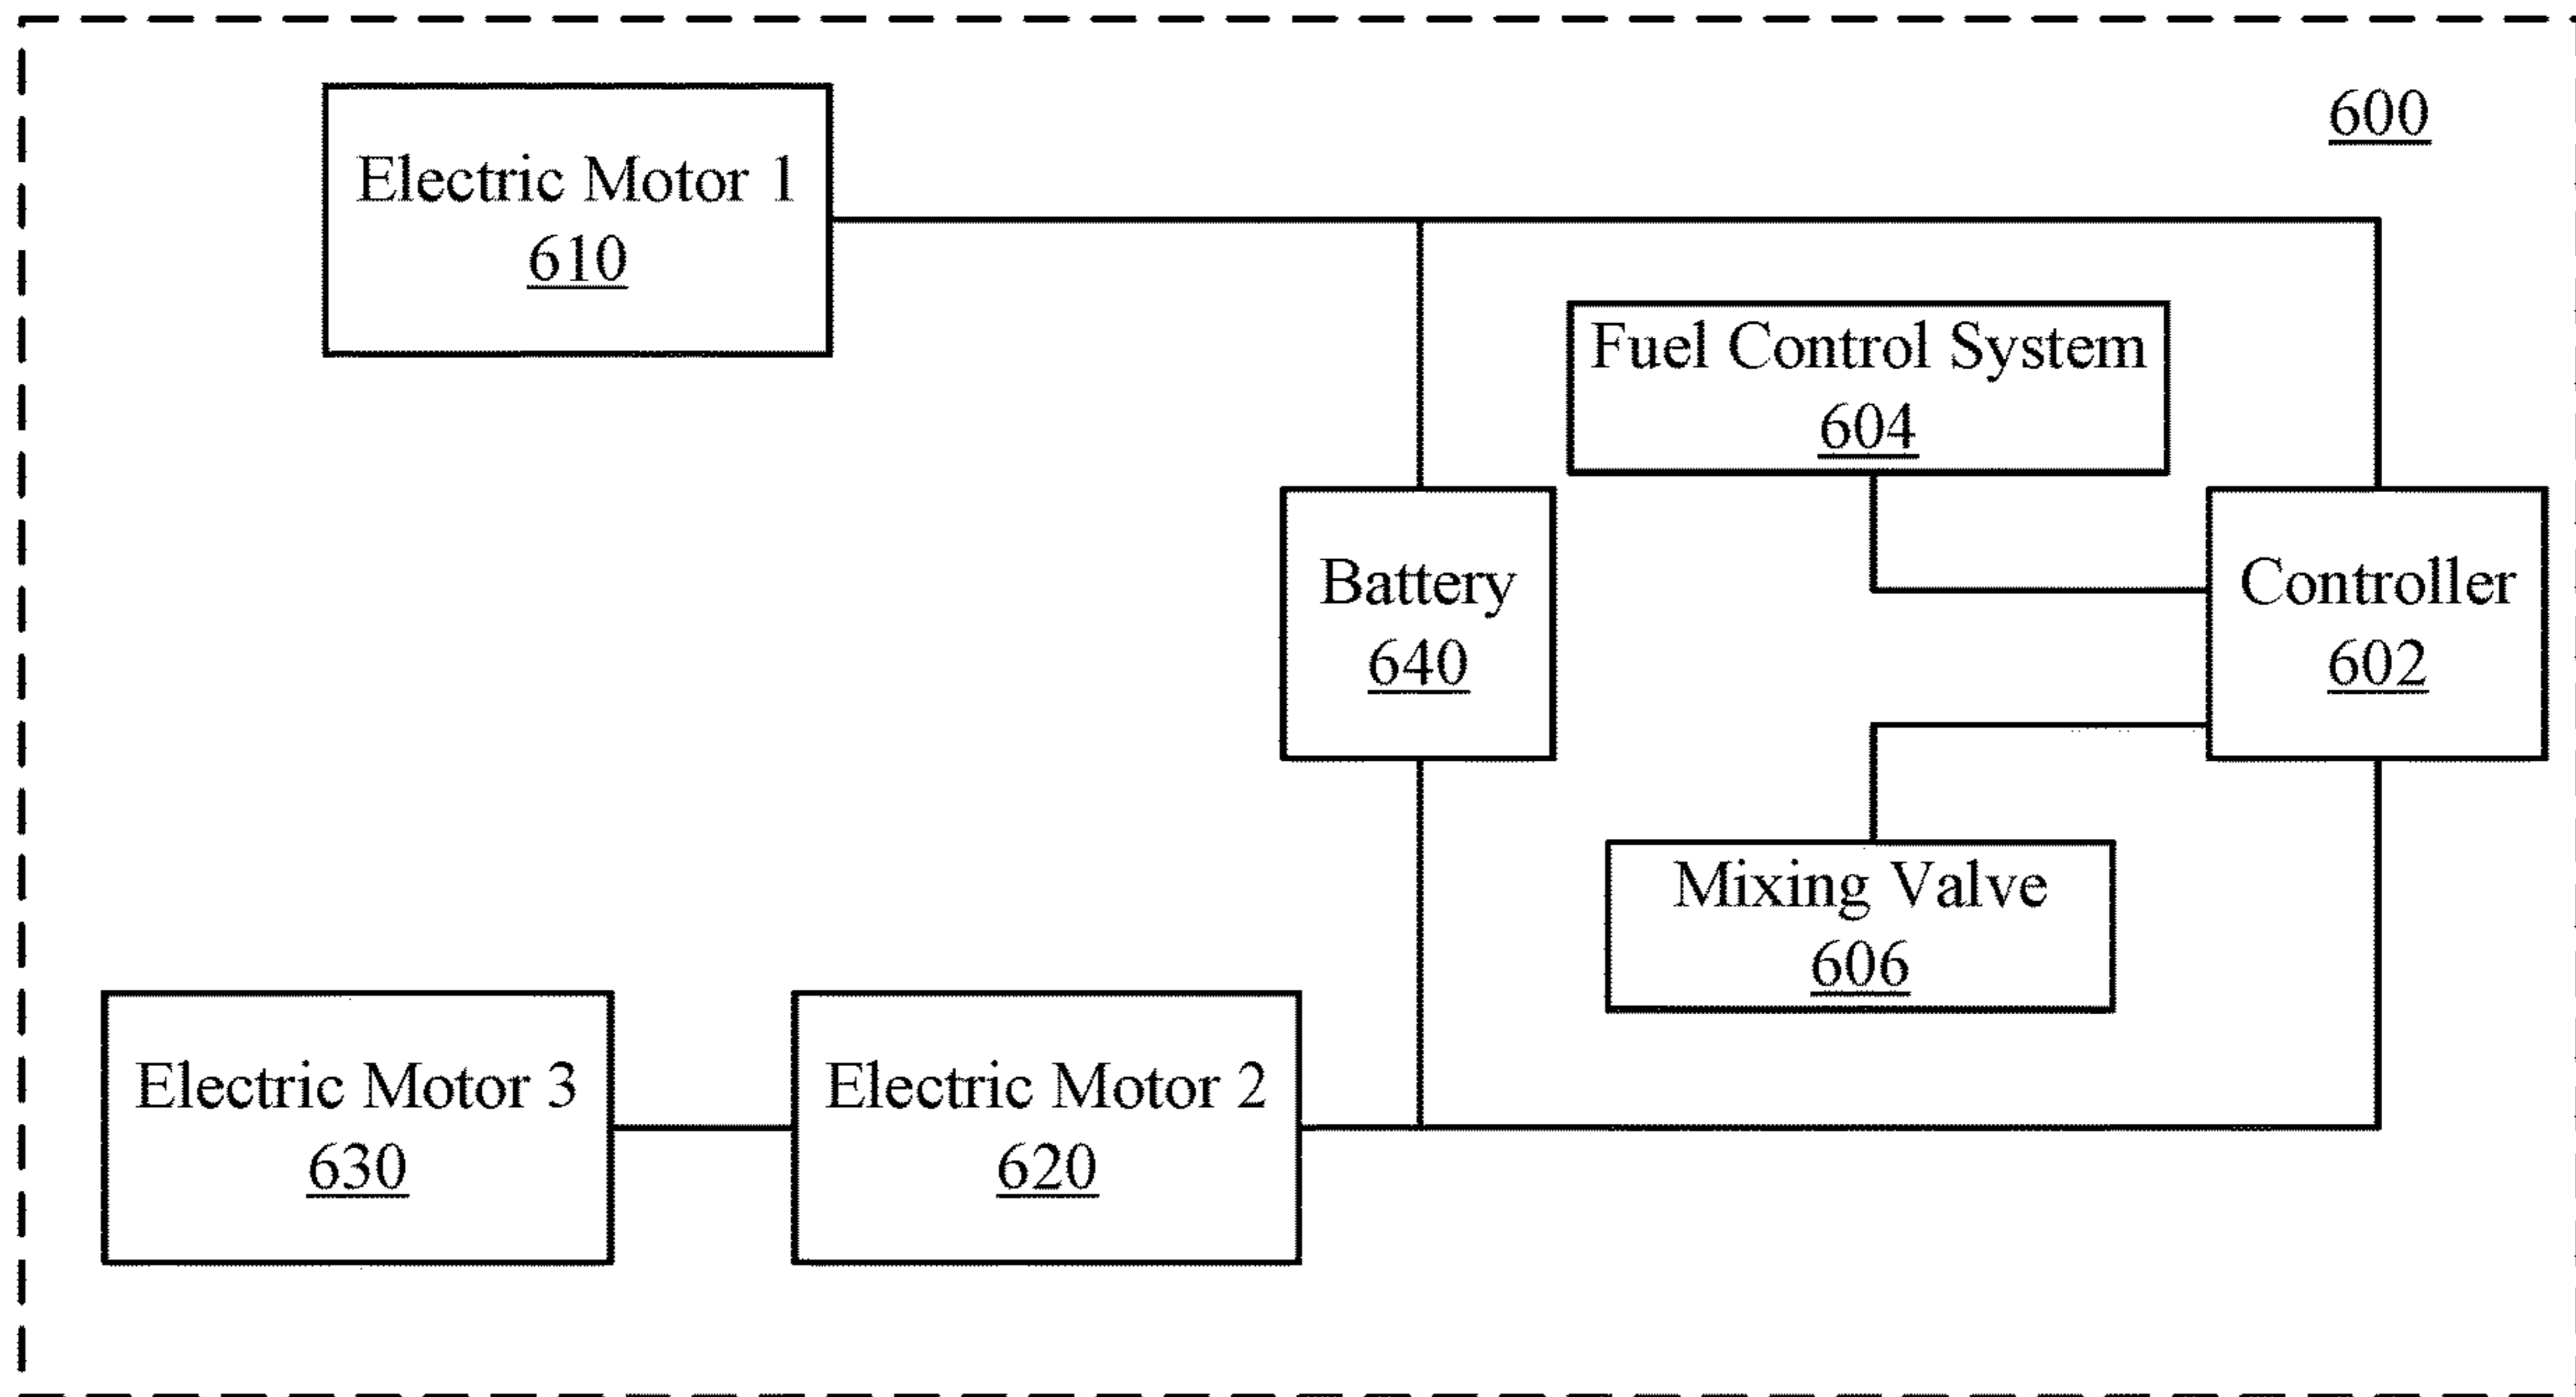 600
Electric Motor 1
610
Fuel Control System
604
Battery
640
Controller
602
Mixing Valve
606
Electric Motor 3
630
Electric Motor 2
620